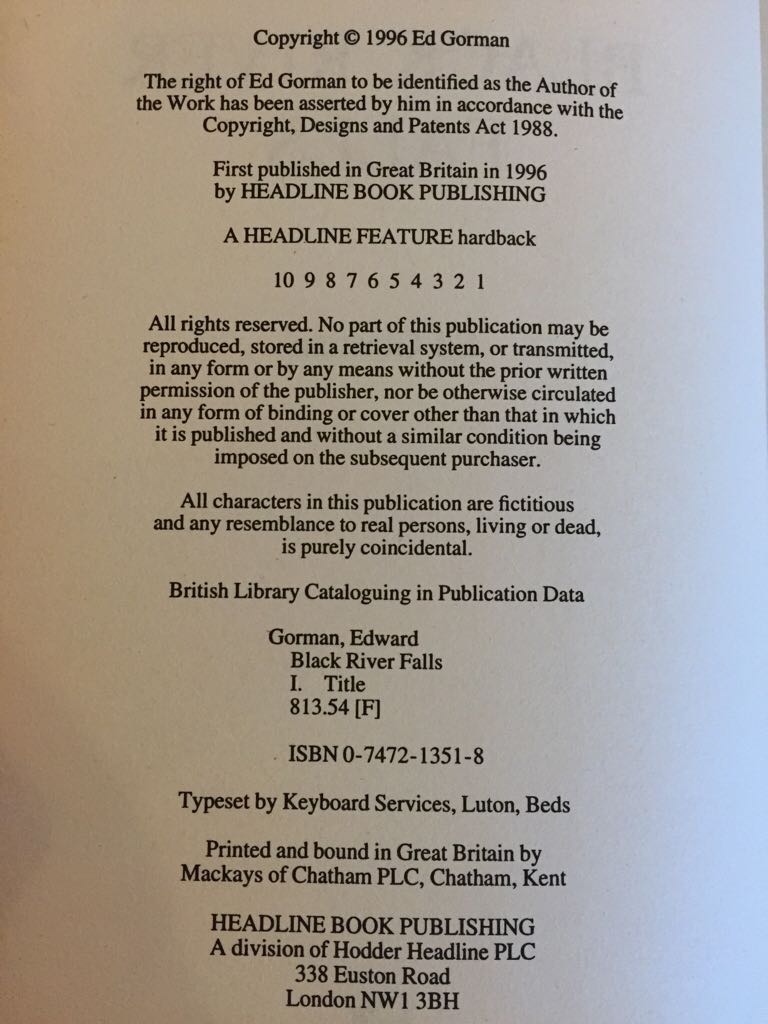 Copyright © 1996 Ed Gorman
The right of Ed Gorman to be identified as the Author of
the Work has been asserted by him in accordance with the
Copyright, Designs and Patents Act 1988.
First published in Great Britain in 1996
by HEADLINE BOOK PUBLISHING
A HEADLINE FEATURE hardback
10 9 8 7 6 5 4 3 2 1
All rights reserved. No part of this publication may be
reproduced, stored in a retrieval system, or transmitted,
in any form or by any means without the prior written
permission of the publisher, nor be otherwise circulated
in any form of binding or cover other than that in which
it is published and without a similar condition being
imposed on the subsequent purchaser.
All characters in this publication are fictitious
and any resemblance to real persons, living or dead,
is purely coincidental.
British Library Cataloguing in Publication Data
Gorman, Edward
Black River Falls
I. Title
813.54 [F]
ISBN 0-7472-1351-8
Typeset by Keyboard Services, Luton, Beds
Printed and bound in Great Britain by
Mackays of Chatham PLC, Chatham, Kent
HEADLINE BOOK PUBLISHING
A division of Hodder Headline PLC
338 Euston Road
London NW1 3BH